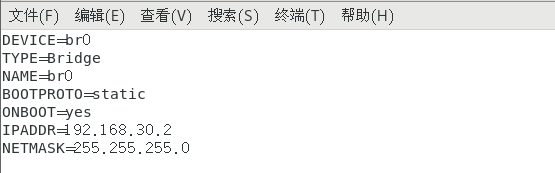 文件(F) 编辑(E) 查看(V) 搜索(S) 终端(T) 帮助(H)
DEVICE=br0
TYPE=Bridge
NAME=br0
BOOTPROTO=static
ONBOOT=yes
IPADDR=192.168.30.2
NETMASK=255.255.255.0